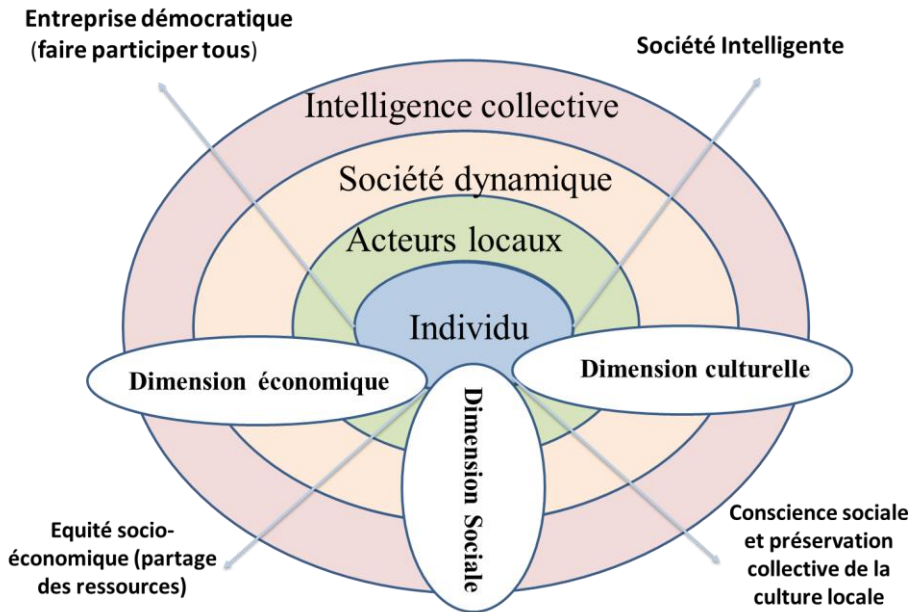 Entreprise démocratique
(faire participer tous)
Société Intelligente
Intelligence collective
Société dynamique
Acteurs locaux
Individu
Dimension économique
Dimension Sociale
Dimension culturelle
Equité socio-
économique (partage
des ressources)
Conscience sociale
et préservation
collective de la
culture locale